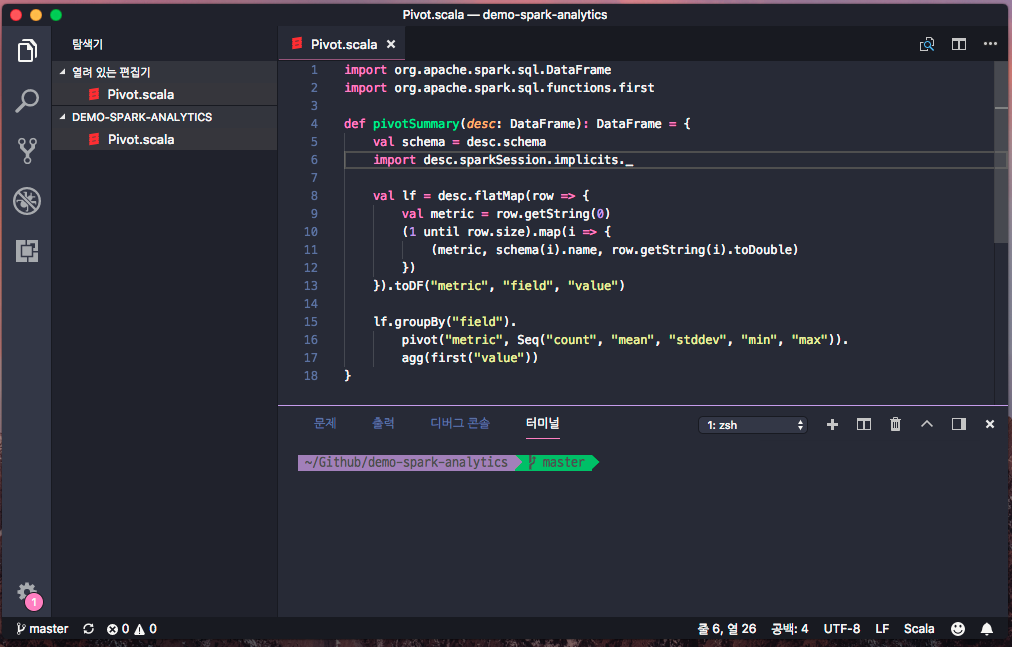 Pivot.scala — demo-spark-analytics
탐색기
열려 있는 편집기
Pivot.scala
DEMO-SPARK-ANALYTICS
Pivot.scala
Pivot.scala
1 import org.apache.spark.sql.DataFrame
2 import org.apache.spark.sql.functions.first
3
4 def pivotSummary(desc: DataFrame): DataFrame = {
5 val schema = desc.schema
6 import desc.sparkSession.implicits._
7
8 val lf = desc.flatMap(row => {
9 val metric = row.getString(0)
10 (1 until row.size).map(i => {
11 (metric, schema(i).name, row.getString(i).toDouble)
12 })
13 }).toDF("metric", "field", "value")
14
15 lf.groupBy("field").
16 pivot("metric", Seq("count", "mean", "stddev", "min", "max")).
17 agg(first("value"))
18 }
문제 출력 디버그 콘솔 터미널 1: zsh
~/Github/demo-spark-analytics master
1
master 0 0 줄 6, 열 26 공백: 4 UTF-8 LF Scala